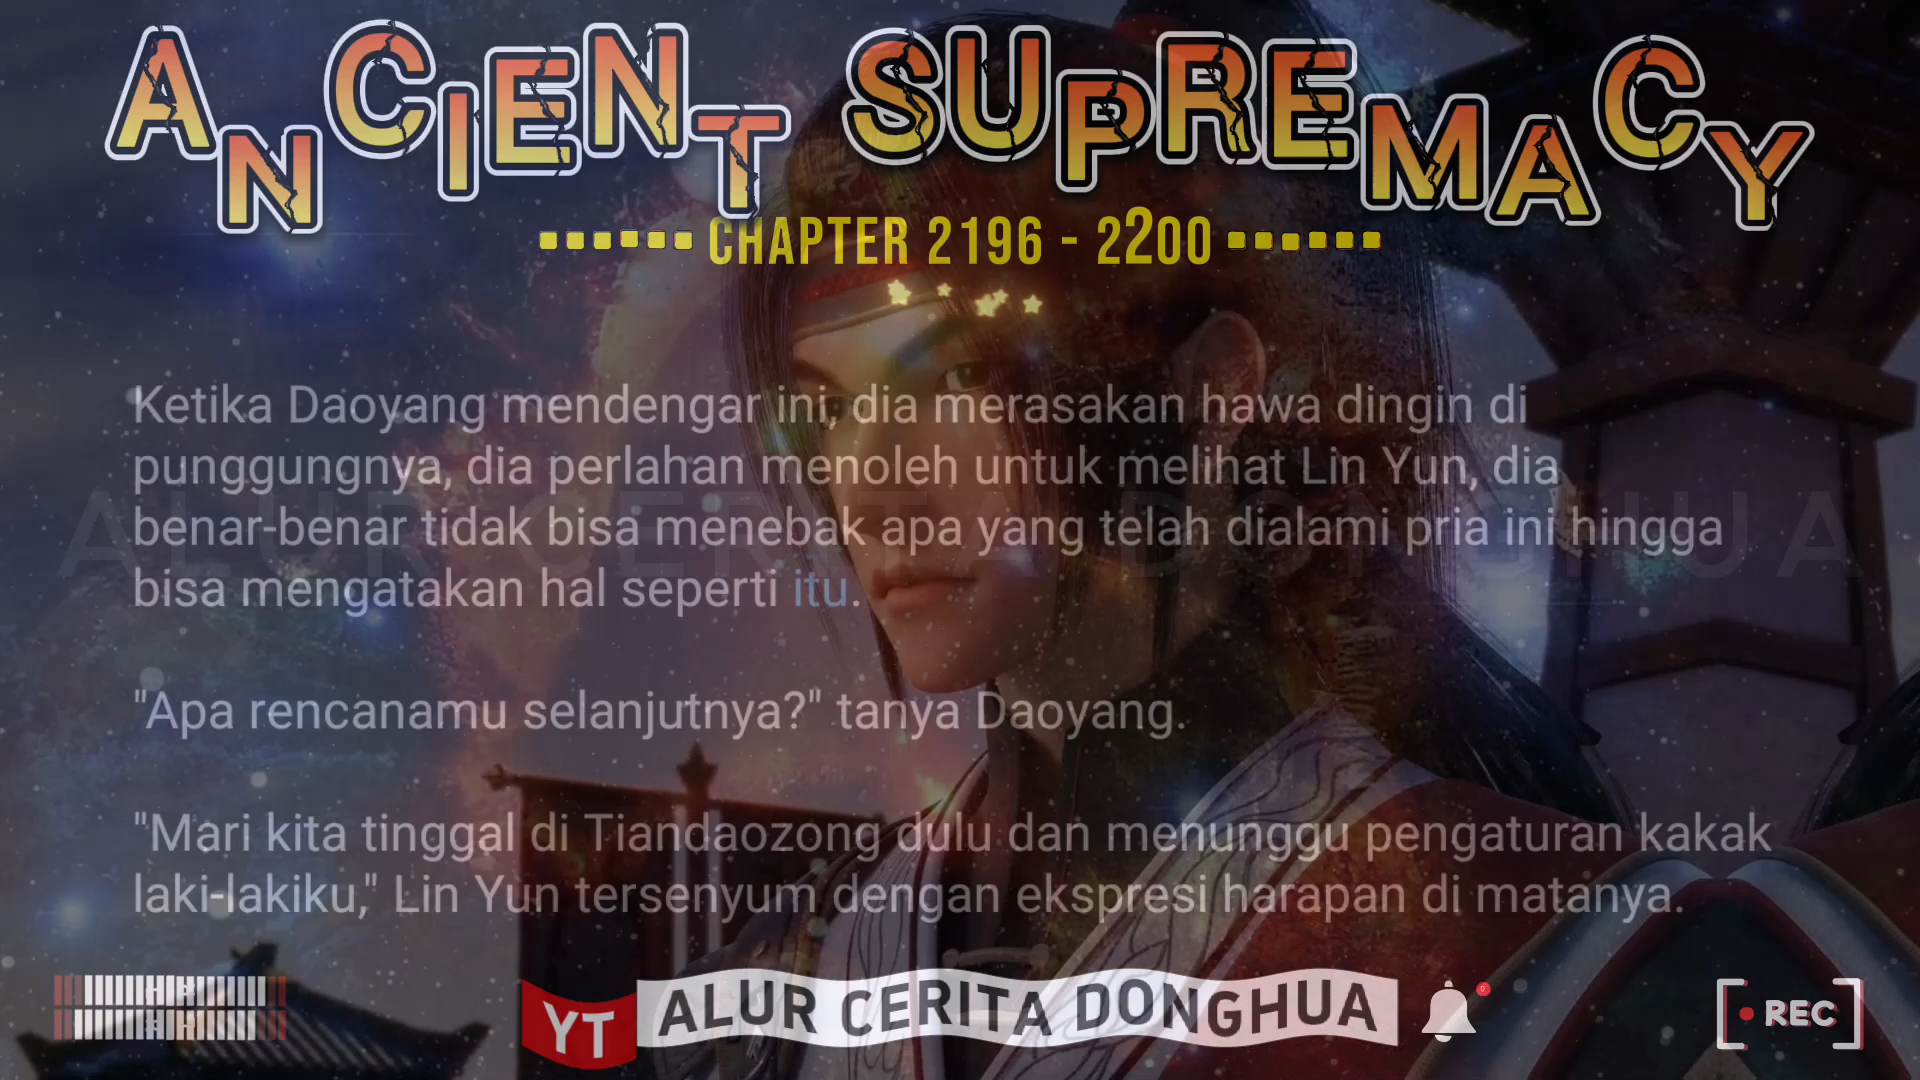 ANCIENT SUPREMACY
CHAPTER 2196 - 2200
Ketika Daoyang mendengar ini, dia merasakan hawa dingin di
punggungnya, dia perlahan menoleh untuk melihat Lin Yun, dia
benar-benar tidak bisa menebak apa yang telah dialami pria ini hingga
bisa mengatakan hal seperti itu.
"Apa rencanamu selanjutnya?" tanya Daoyang.
"Mari kita tinggal di Tiandaozong dulu dan menunggu pengaturan kakak
laki-lakiku," Lin Yun tersenyum dengan ekspresi harapan di matanya.
ALUR CERITA DONGHUA
YT ALUR CERITA DONGHUA
REC